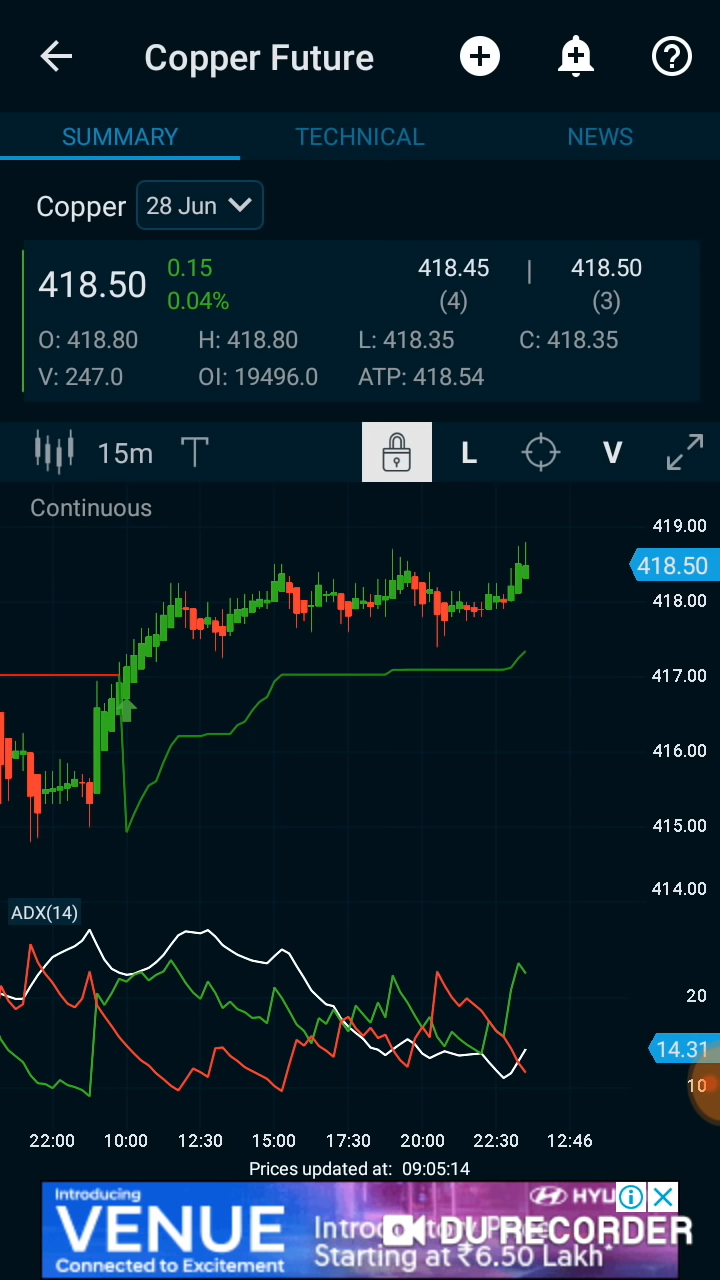 Copper Future
SUMMARY TECHNICAL NEWS
Copper 28 Jun
418.50 0.15 418.45 | 418.50
0.04% (4) (3)
O: 418.80 H: 418.80 L: 418.35 C: 418.35
V: 247.0 OI: 19496.0 ATP: 418.54
15m T L V
Continuous
419.00
418.50
418.00
417.00
416.00
415.00
414.00
ADX(14)
20
14.31
10
22:00 10:00 12:30 15:00 17:30 20:00 22:30 12:46
Prices updated at: 09:05:14
Introducing
VENUE
Connected to Excitement
HYU
DU RECORDER
Starting at ₹6.50 Lakh*